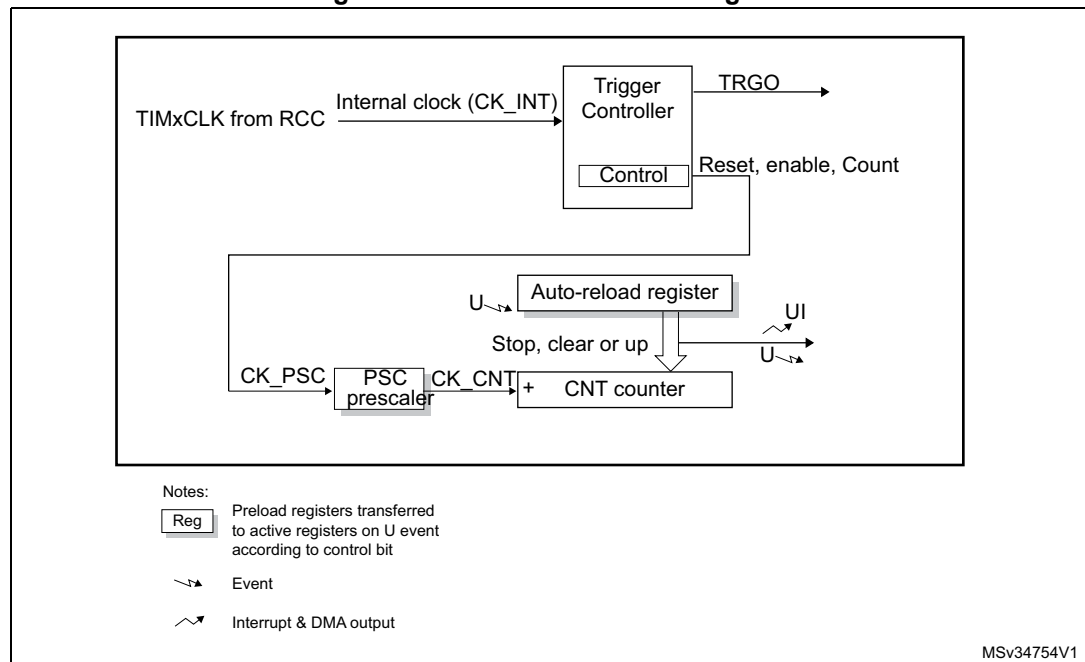 Trigger
Controller
TRGO
Internal clock (CK_INT)
TIMxCLK from RCC
Control
Reset, enable, Count
Auto-reload register
U
UI
Stop, clear or up
U
CK_PSC
PSC
prescaler
CK_CNT
+
CNT counter
Notes:
Reg
Preload registers transferred
to active registers on U event
according to control bit
Event
Interrupt & DMA output
MSv34754V1